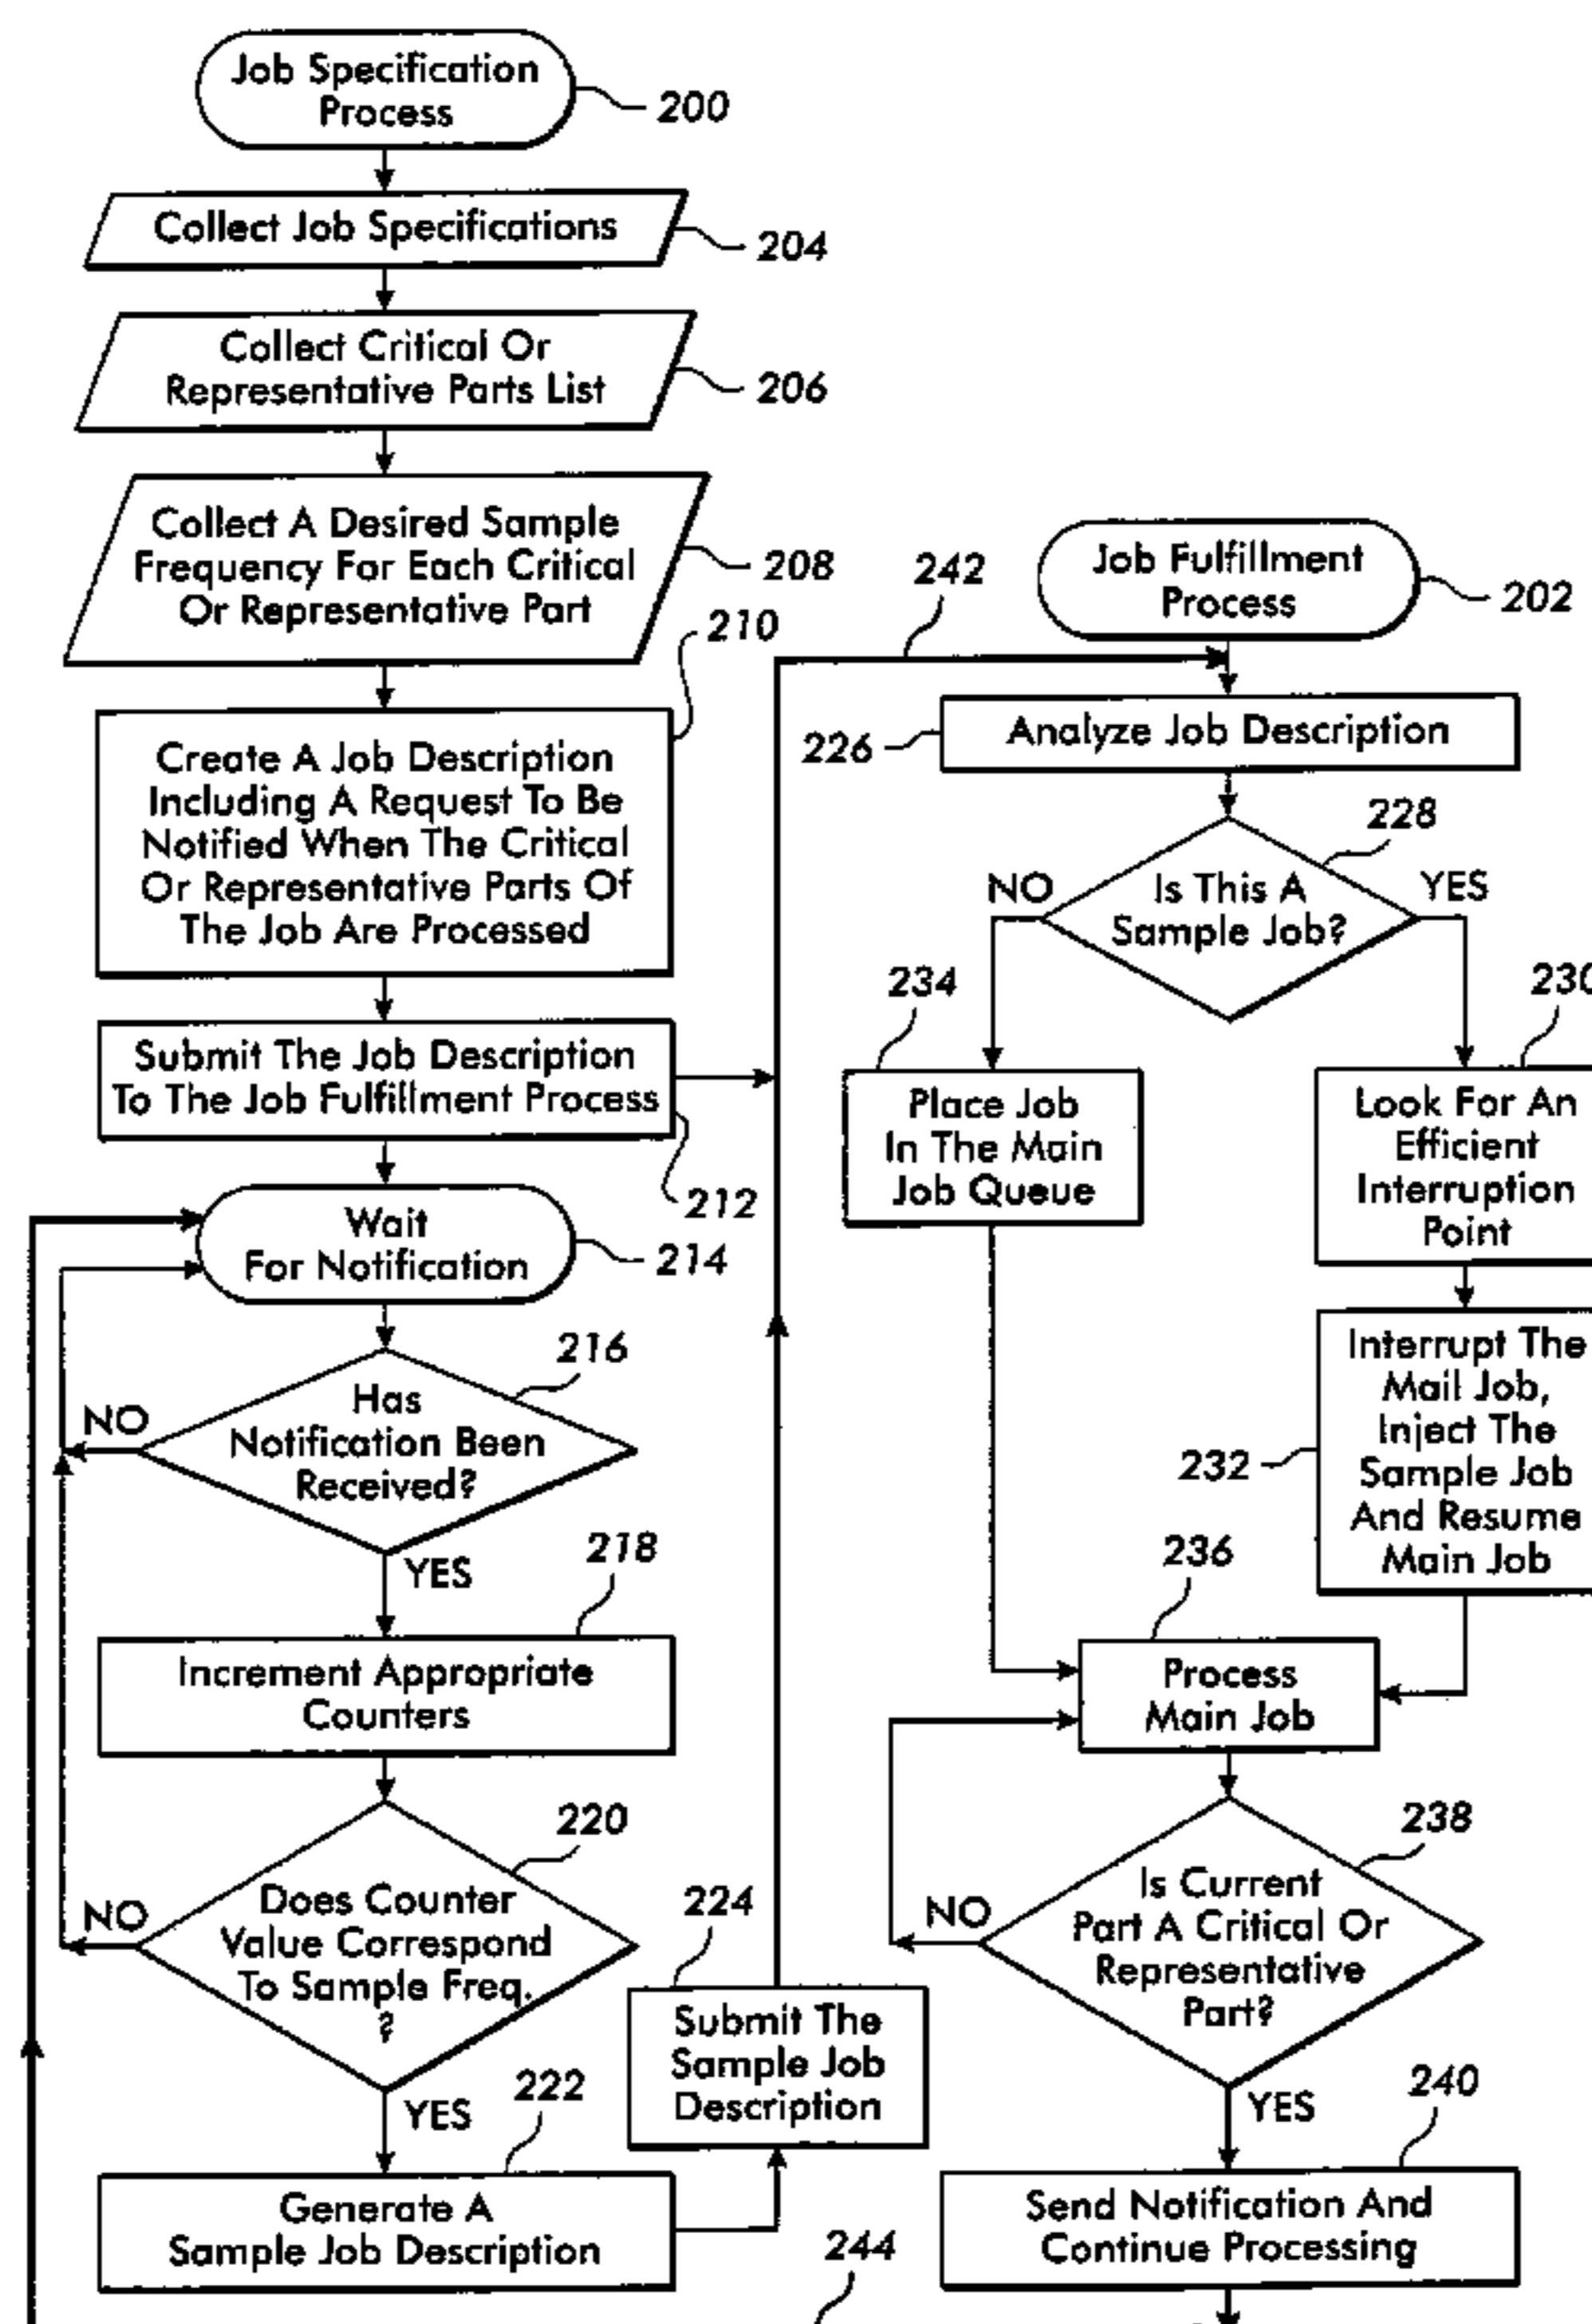 Job Specification
Process
200
Collect Job Specifications
204
Collect Critical Or
Representative Parts List
206
Collect A Desired Sample
Frequency For Each Critical
Or Representative Part
208
210
Create A Job Description
Including A Request To Be
Notified When The Critical
Or Representative Parts Of
The Job Are Processed
Submit The Job Description
To The Job Fulfillment Process
212
Wait
For Notification
214
216
Has
Notification Been
Received?
NO
YES
218
Increment Appropriate
Counters
220
Does Counter
Value Correspond
To Sample Freq.
?
NO
YES
222
Generate A
Sample Job Description
224
Submit The
Sample Job
Description
242
Job Fulfillment
Process
202
226
Analyze Job Description
228
Is This A
Sample Job?
NO
YES
234
Place Job
In The Main
Job Queue
230
Look For An
Efficient
Interruption
Point
232
Interrupt The
Mail Job,
Inject The
Sample Job
And Resume
Main Job
236
Process
Main Job
238
Is Current
Part A Critical Or
Representative
Part?
NO
YES
240
Send Notification And
Continue Processing
244